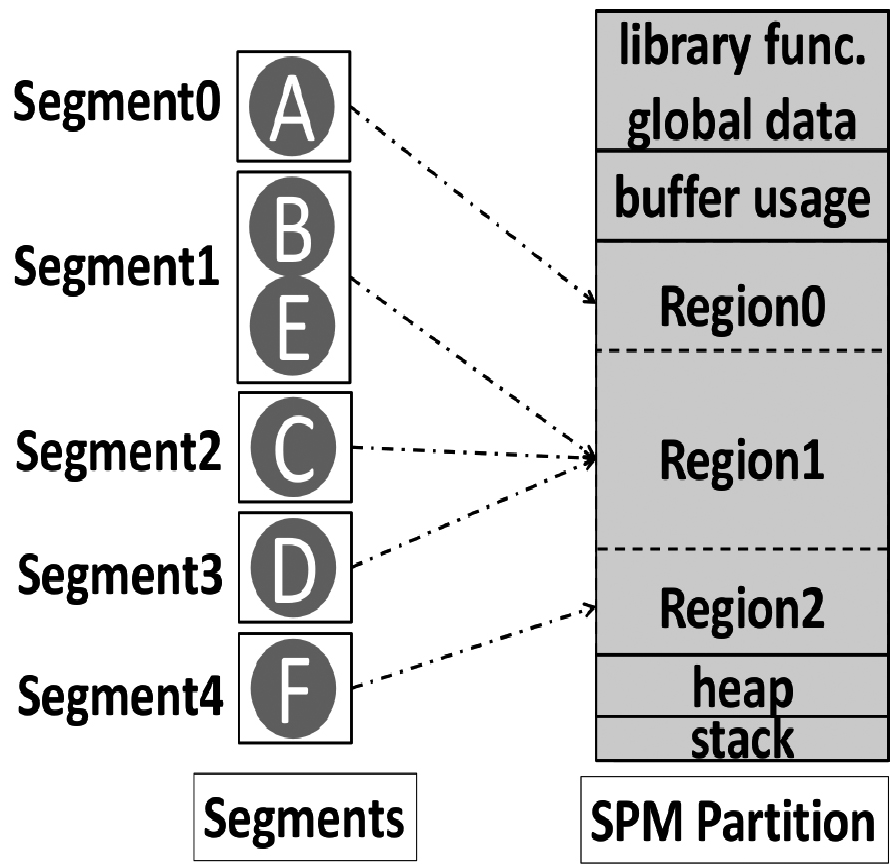 Segment0
A
Segment1
B
E
Segment2
C
Segment3
D
Segment4
F
Segments
library func.
global data
buffer usage
Region0
Region1
Region2
heap
stack
SPM Partition